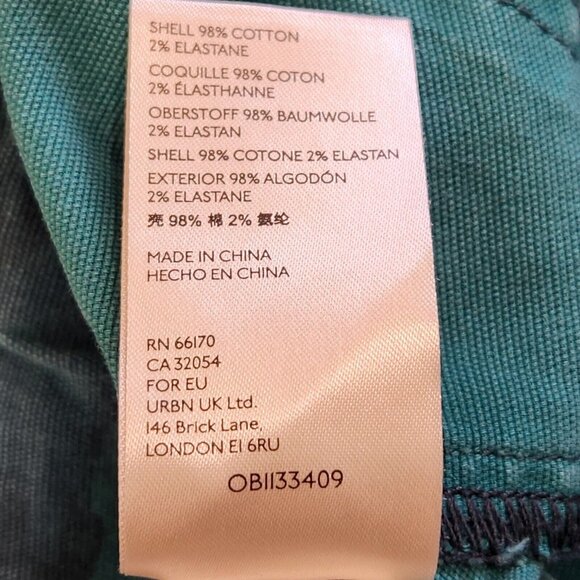 SHELL 98% COTTON
2% ELASTANE
COQUILLE 98% COTON
2% ÉLASTHANNE
OBERSTOFF 98% BAUMWOLLE
2% ELASTAN
SHELL 98% COTONE 2% ELASTAN
EXTERIOR 98% ALGODÓN
2% ELASTANE
壳 98% 棉 2% 氨纶
MADE IN CHINA
HECHO EN CHINA
RN 66170
CA 32054
FOR EU
URBN UK Ltd.
146 Brick Lane,
LONDON E1 6RU
OB1133409